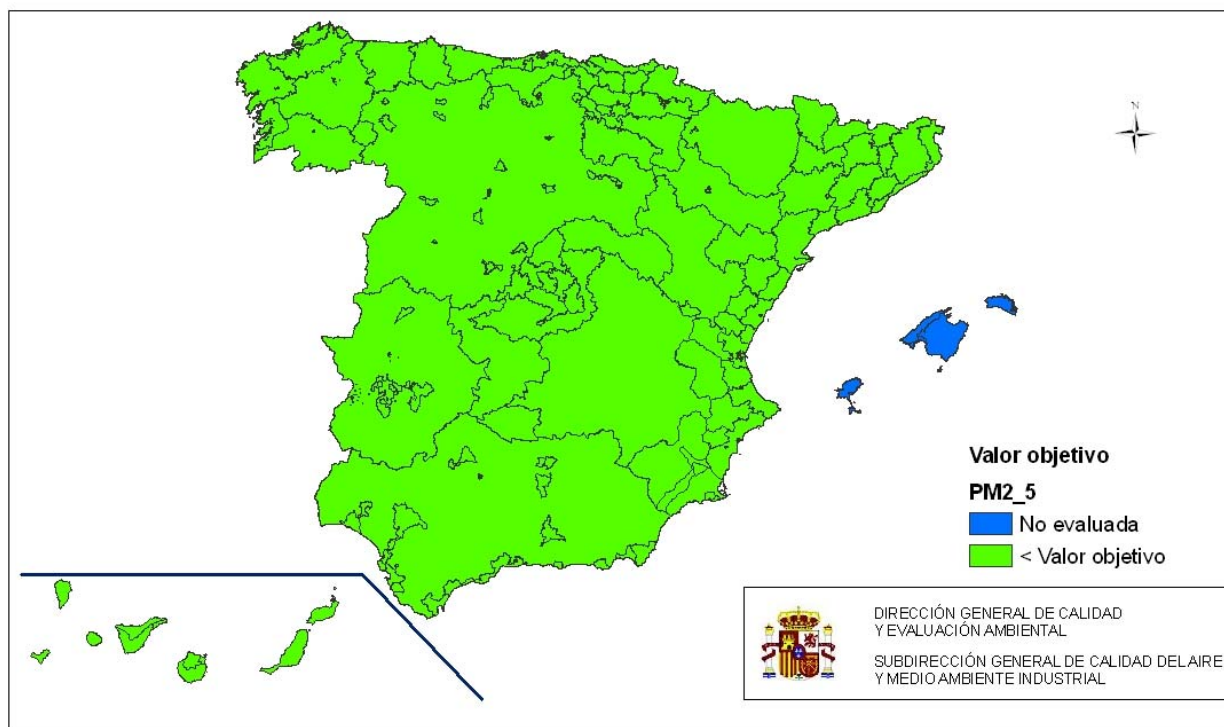 N
Valor objetivo
PM2_5
No evaluada
< Valor objetivo
DIRECCIÓN GENERAL DE CALIDAD
Y EVALUACIÓN AMBIENTAL
SUBDIRECCIÓN GENERAL DE CALIDAD DEL AIRE
Y MEDIO AMBIENTE INDUSTRIAL